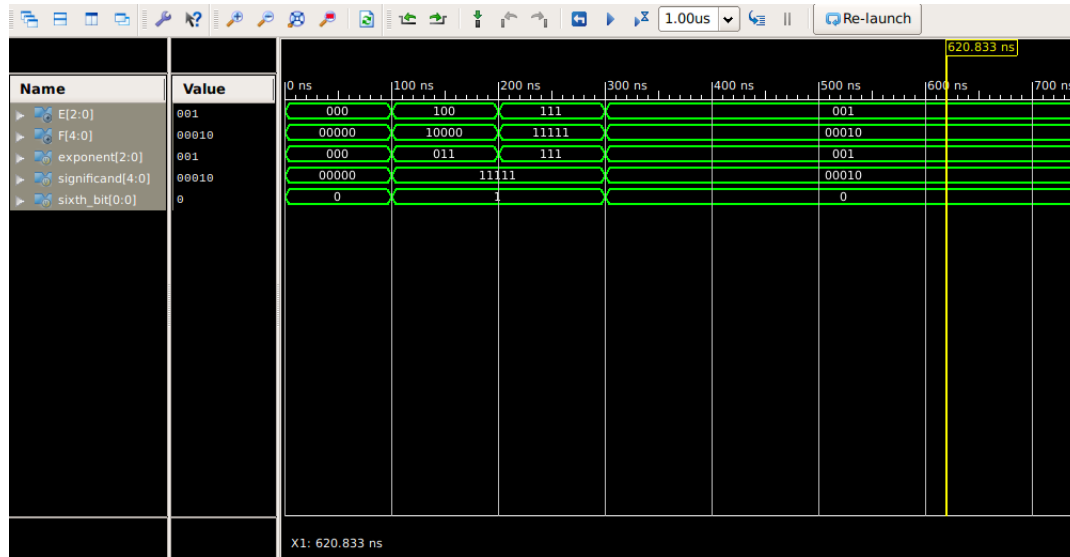 1.00us Re-launch
620.833 ns
Name Value 0 ns 100 ns 200 ns 300 ns 400 ns 500 ns 600 ns 700 ns
E[2:0] 001 000 100 111 001
F[4:0] 00010 00000 10000 11111 00010
exponent[2:0] 001 000 011 111 001
significand[4:0] 00010 00000 11111 00010
sixth_bit[0:0] 0 0 1 0
X1: 620.833 ns